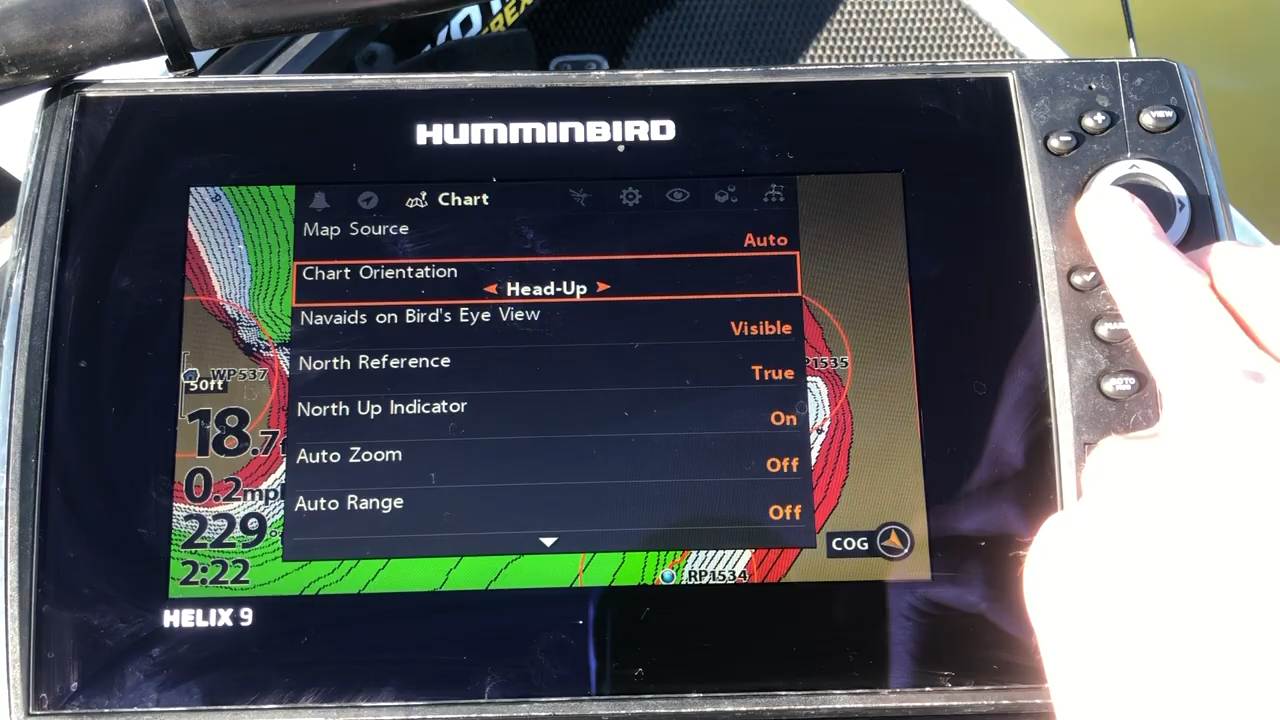 HUMMINBIRD
VIEW
Chart
Map Source
Auto
Chart Orientation
Head-Up
Navaids on Bird's Eye View
Visible
North Reference
True
North Up Indicator
On
Auto Zoom
Off
Auto Range
Off
WP537
50ft
18.7
0.2mp
229°
2:22
P1535
COG
RP1534
HELIX 9